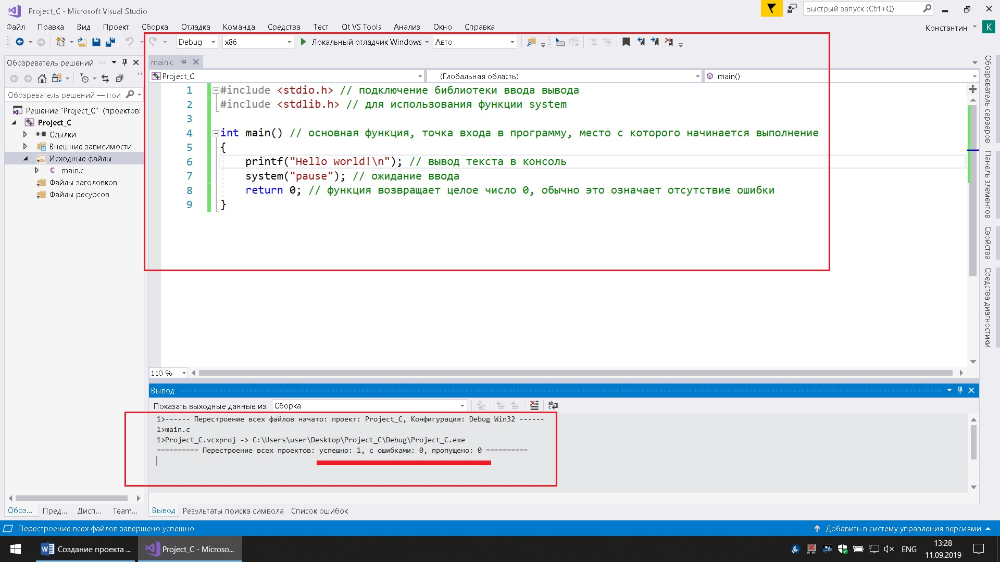 Project_C - Microsoft Visual Studio
Быстрый запуск (Ctrl+Q)
Файл Правка Вид Проект Сборка Отладка Команда Средства Тест Qt VS Tools Анализ Окно Справка
Константин K
Debug x86 Локальный отладчик Windows Авто
Обозреватель решений
Обозреватель решений — пои
Решение "Project_C" (проектов:
Project_C
Ссылки
Внешние зависимости
Исходные файлы
main.c
Файлы заголовков
Файлы ресурсов
main.c
Project_C (Глобальная область) main()
1 #include <stdio.h> // подключение библиотеки ввода вывода
2 #include <stdlib.h> // для использования функции system
3
4 int main() // основная функция, точка входа в программу, место с которого начинается выполнение
5 {
6 printf("Hello world!\n"); // вывод текста в консоль
7 system("pause"); // ожидание ввода
8 return 0; // функция возвращает целое число 0, обычно это означает отсутствие ошибки
9 }
110 %
Обозреватель серверов
Панель элементов
Свойства
Средства диагностики
Вывод
Показать выходные данные из: Сборка
1>------ Перестроение всех файлов начато: проект: Project_C, Конфигурация: Debug Win32 ------
1>main.c
1>Project_C.vcxproj -> C:\Users\user\Desktop\Project_C\Debug\Project_C.exe
========== Перестроение всех проектов: успешно: 1, с ошибками: 0, пропущено: 0 ==========
Обоз... Пред... Дисп... Team...
Вывод Результаты поиска символа Список ошибок
Перестроение всех файлов завершено успешно
Добавить в систему управления версиями
Создание проекта ...
Project_C - Microso...
ENG
13:28
11.09.2019